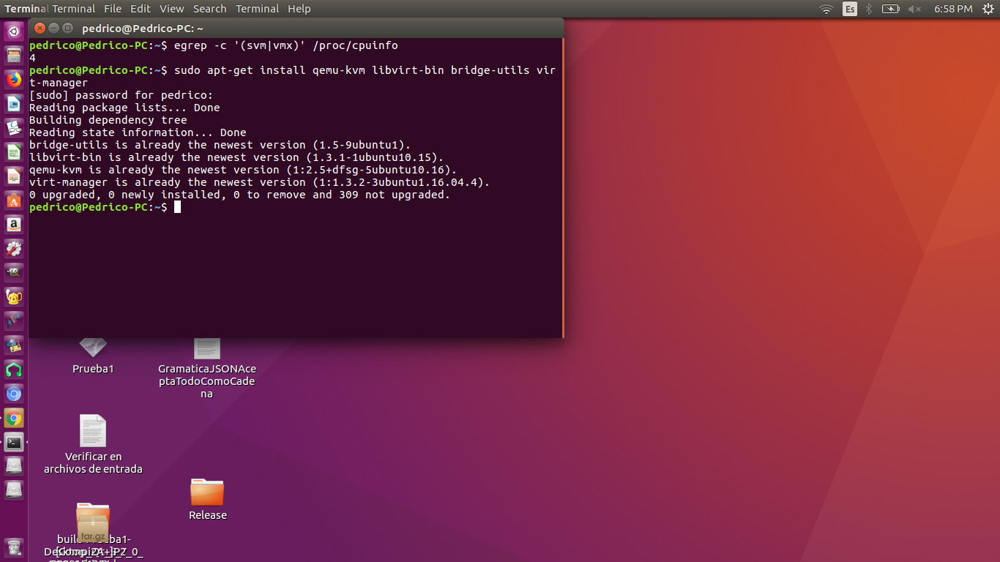 Terminal Terminal File Edit View Search Terminal Help
Es
6:58 PM
pedrico@Pedrico-PC: ~
pedrico@Pedrico-PC:~$ egrep -c '(svm|vmx)' /proc/cpuinfo
4
pedrico@Pedrico-PC:~$ sudo apt-get install qemu-kvm libvirt-bin bridge-utils vir
t-manager
[sudo] password for pedrico:
Reading package lists... Done
Building dependency tree
Reading state information... Done
bridge-utils is already the newest version (1.5-9ubuntu1).
libvirt-bin is already the newest version (1.3.1-1ubuntu10.15).
qemu-kvm is already the newest version (1:2.5+dfsg-5ubuntu10.16).
virt-manager is already the newest version (1:1.3.2-3ubuntu1.16.04.4).
0 upgraded, 0 newly installed, 0 to remove and 309 not upgraded.
pedrico@Pedrico-PC:~$
Prueba1
GramaticaJSONAce
ptaTodoComoCade
na
Verificar en
archivos de entrada
Release
tar.gz